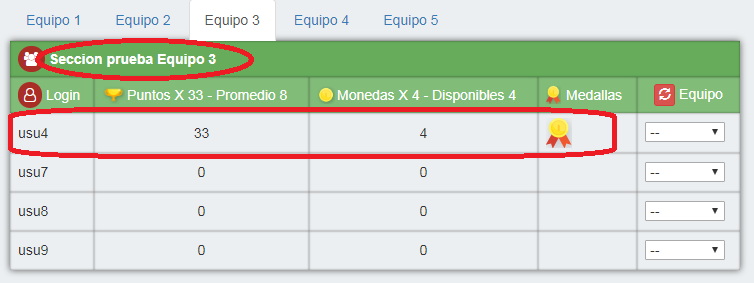 Equipo 1 Equipo 2 Equipo 3 Equipo 4 Equipo 5
Seccion prueba Equipo 3
Login Puntos X 33 - Promedio 8 Monedas X 4 - Disponibles 4 Medallas Equipo
usu4 33 4 --
usu7 0 0 --
usu8 0 0 --
usu9 0 0 --